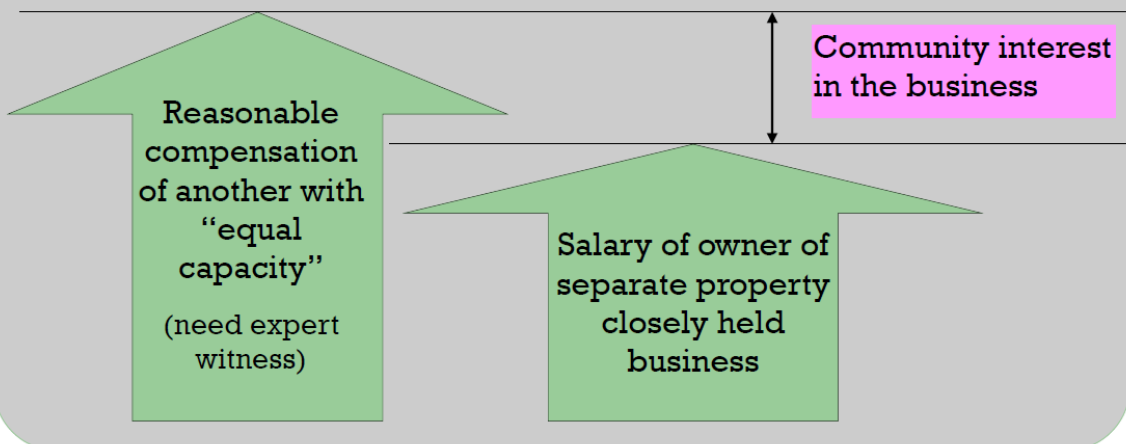 Reasonable
compensation
of another with
“equal
capacity”
(need expert
witness)
Salary of owner of
separate property
closely held
business
Community interest
in the business